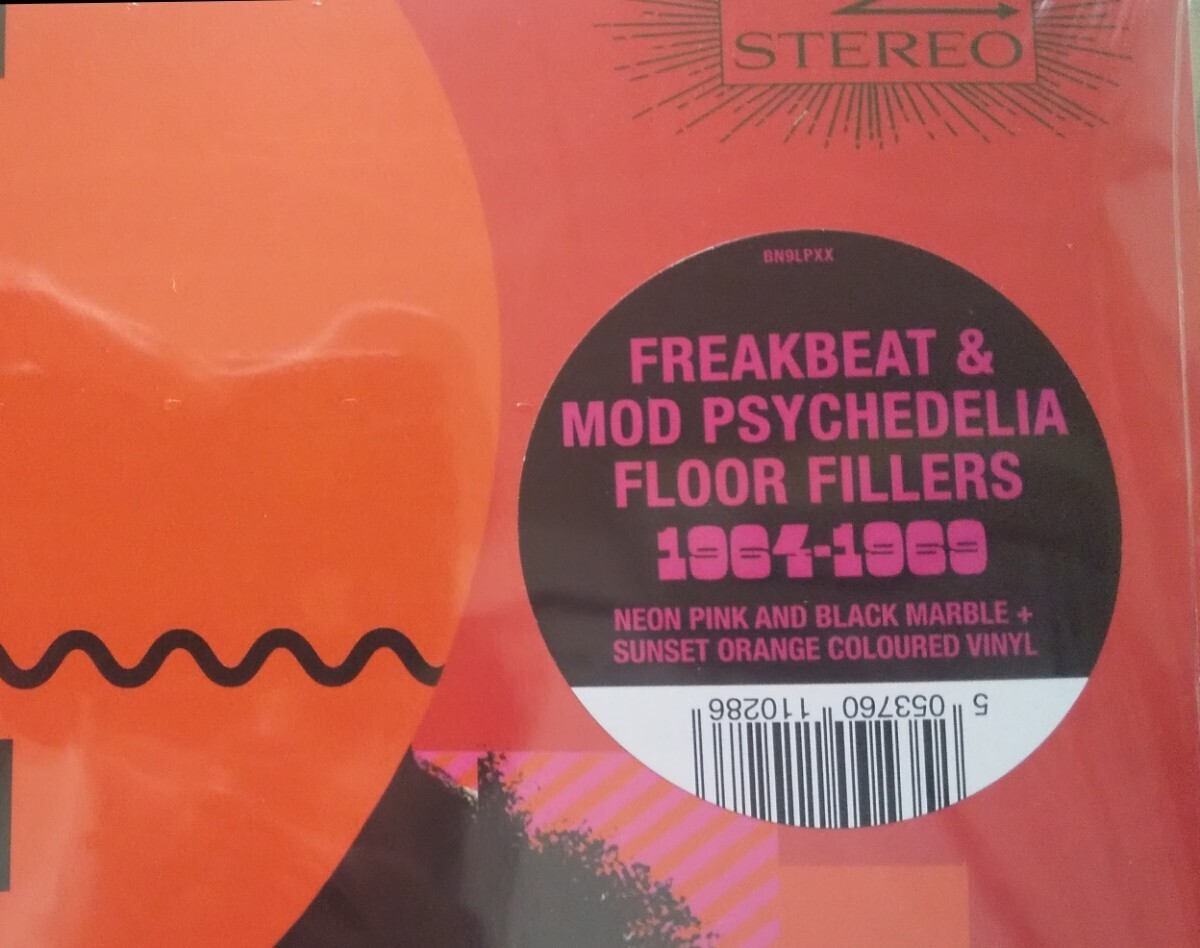 STEREO
BN9LPXX
FREAKBEAT &
MOD PSYCHEDELIA
FLOOR FILLERS
1964-1969
NEON PINK AND BLACK MARBLE +
SUNSET ORANGE COLOURED VINYL
5 053760 110286